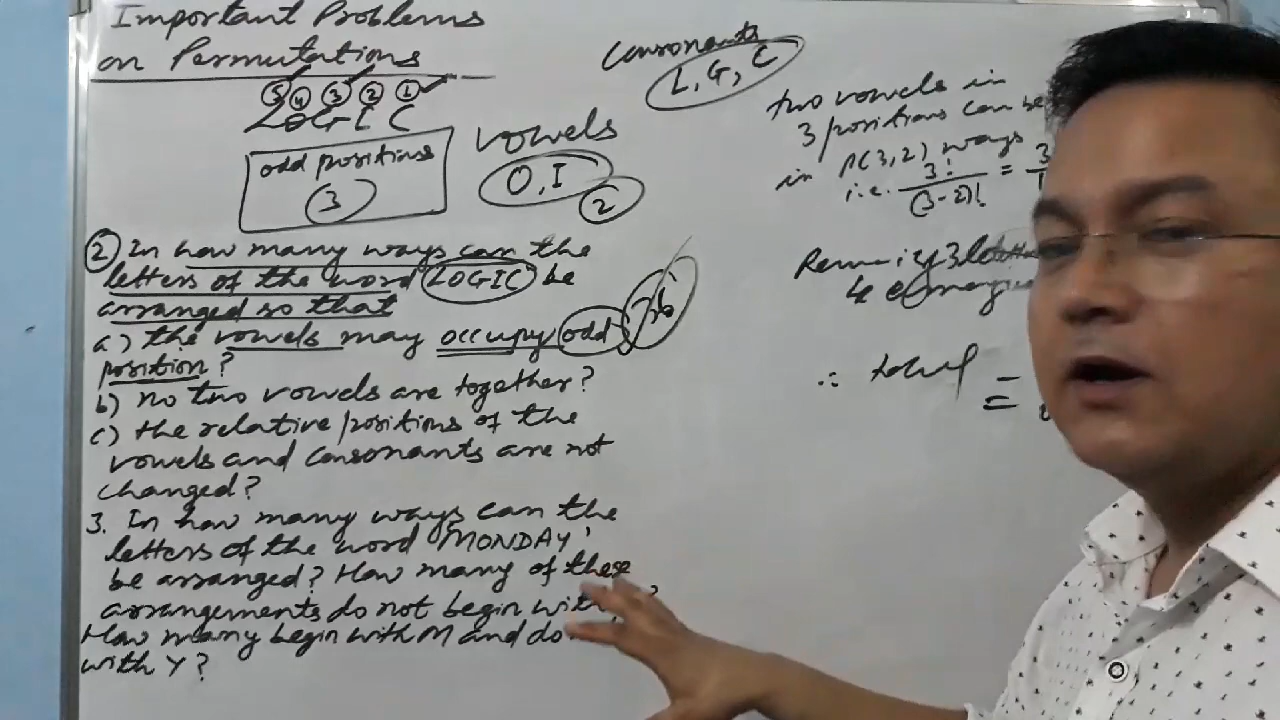 Important Problems
on Permutations
5 4 3 2 1
LOGIC
odd positions
3
vowels
O, I
2
Consonants
L, G, C
two vowels in
3 positions can be
in P(3,2) ways
i.e. 3!/(3-2)! = 3
3 letters
be
∴ total =
=
2 In how many ways can the
letters of the word LOGIC be
arranged so that
a) the vowels may occupy odd
position?
36
b) no two vowels are together?
c) the relative positions of the
vowels and consonants are not
changed?
3. In how many ways can the
letters of the word 'MONDAY'
be arranged? How many of these
arrangements do not begin with ?
How many begin with M and do
with Y?